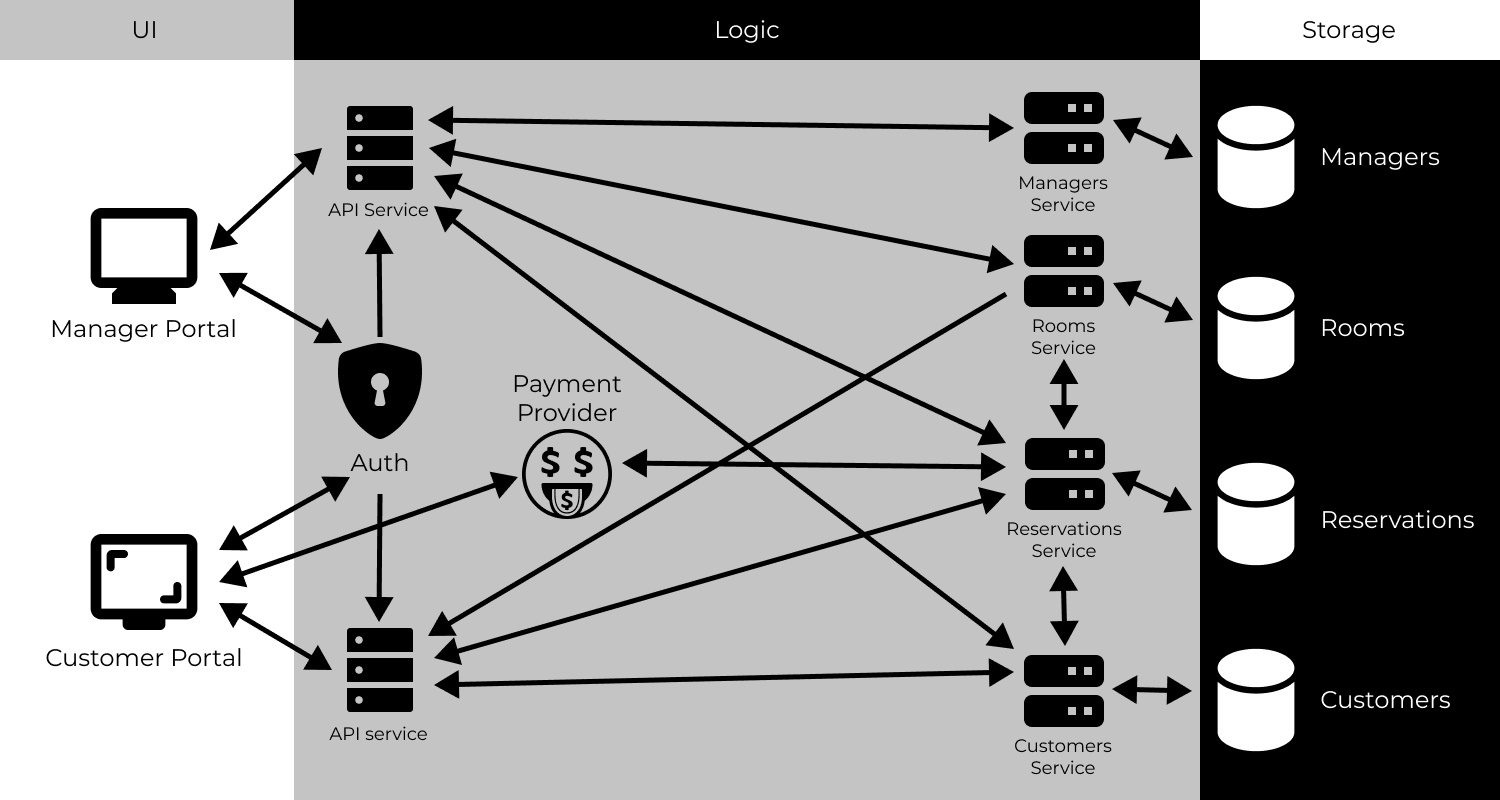 UI
Logic
Storage
API Service
Managers
Service
Managers
Manager Portal
Rooms
Service
Rooms
Payment
Provider
$ $
$
Auth
Reservations
Service
Reservations
Customer Portal
API service
Customers
Service
Customers